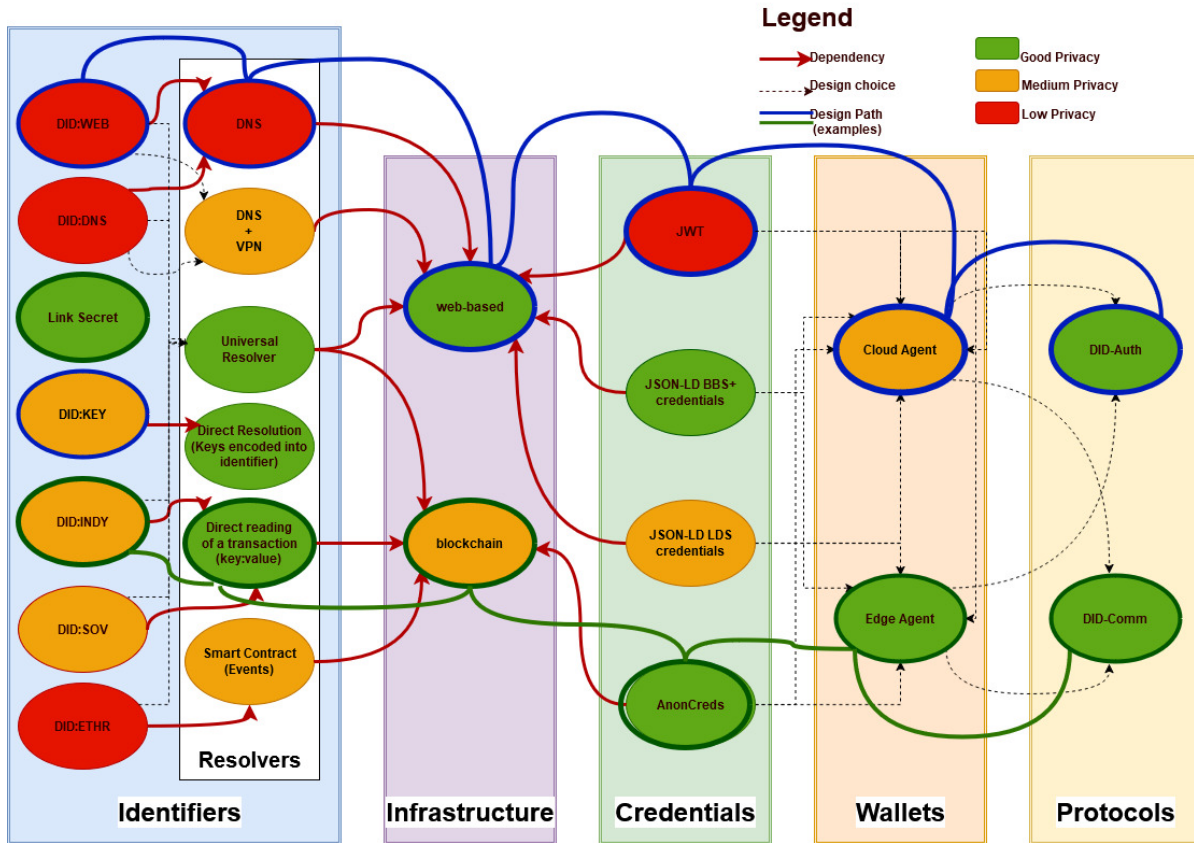 Legend
Dependency
Design choice
Design Path
(examples)
Good Privacy
Medium Privacy
Low Privacy
DID:WEB
DID:DNS
Link Secret
DID:KEY
DID:INDY
DID:SOV
DID:ETHR
DNS
DNS
+
VPN
Universal
Resolver
Direct Resolution
(Keys encoded into
identifier)
Direct reading
of a transaction
(key:value)
Smart Contract
(Events)
Resolvers
Identifiers
web-based
blockchain
Infrastructure
JWT
JSON-LD BBS+
credentials
JSON-LD LDS
credentials
AnonCreds
Credentials
Cloud Agent
Edge Agent
Wallets
DID-Auth
DID-Comm
Protocols